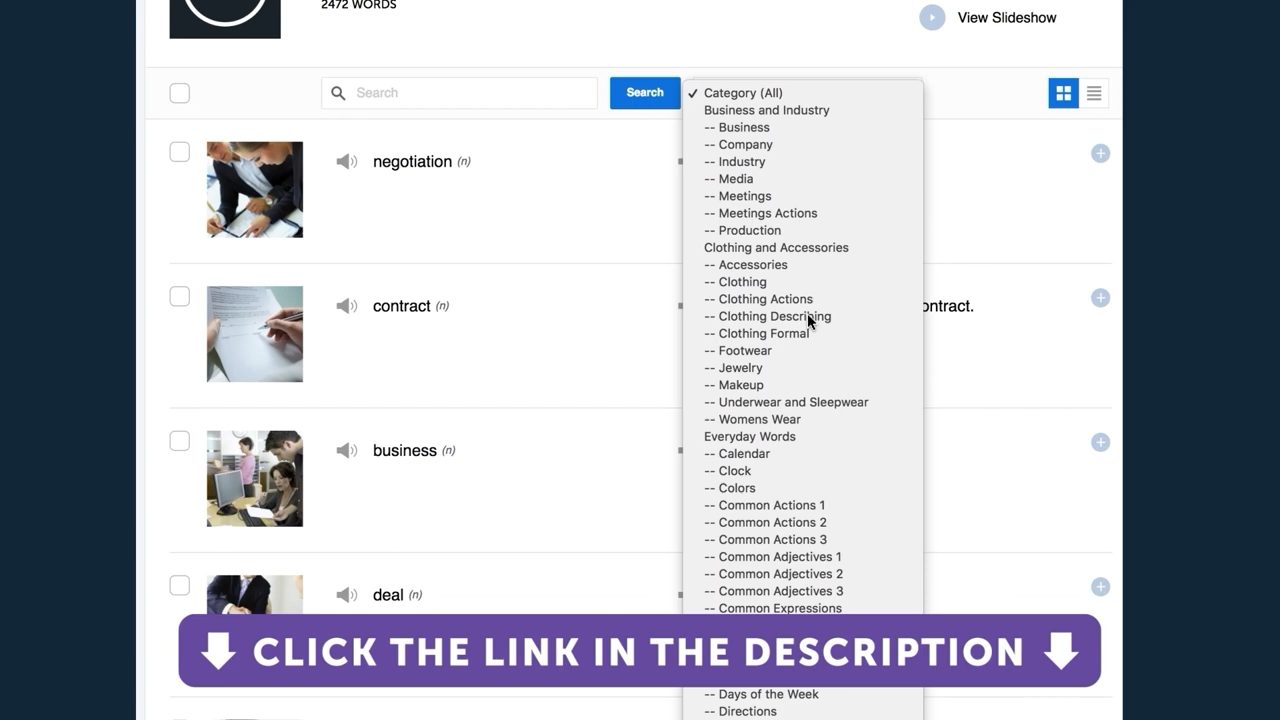 2472 WORDS
View Slideshow
Search
Search
Category (All)
Business and Industry
-- Business
-- Company
-- Industry
-- Media
-- Meetings
-- Meetings Actions
-- Production
Clothing and Accessories
-- Accessories
-- Clothing
-- Clothing Actions
-- Clothing Describing
-- Clothing Formal
-- Footwear
-- Jewelry
-- Makeup
-- Underwear and Sleepwear
-- Womens Wear
Everyday Words
-- Calendar
-- Clock
-- Colors
-- Common Actions 1
-- Common Actions 2
-- Common Actions 3
-- Common Adjectives 1
-- Common Adjectives 2
-- Common Adjectives 3
-- Common Expressions
-- Days of the Week
-- Directions
negotiation (n)
contract (n)
ontract.
business (n)
deal (n)
CLICK THE LINK IN THE DESCRIPTION